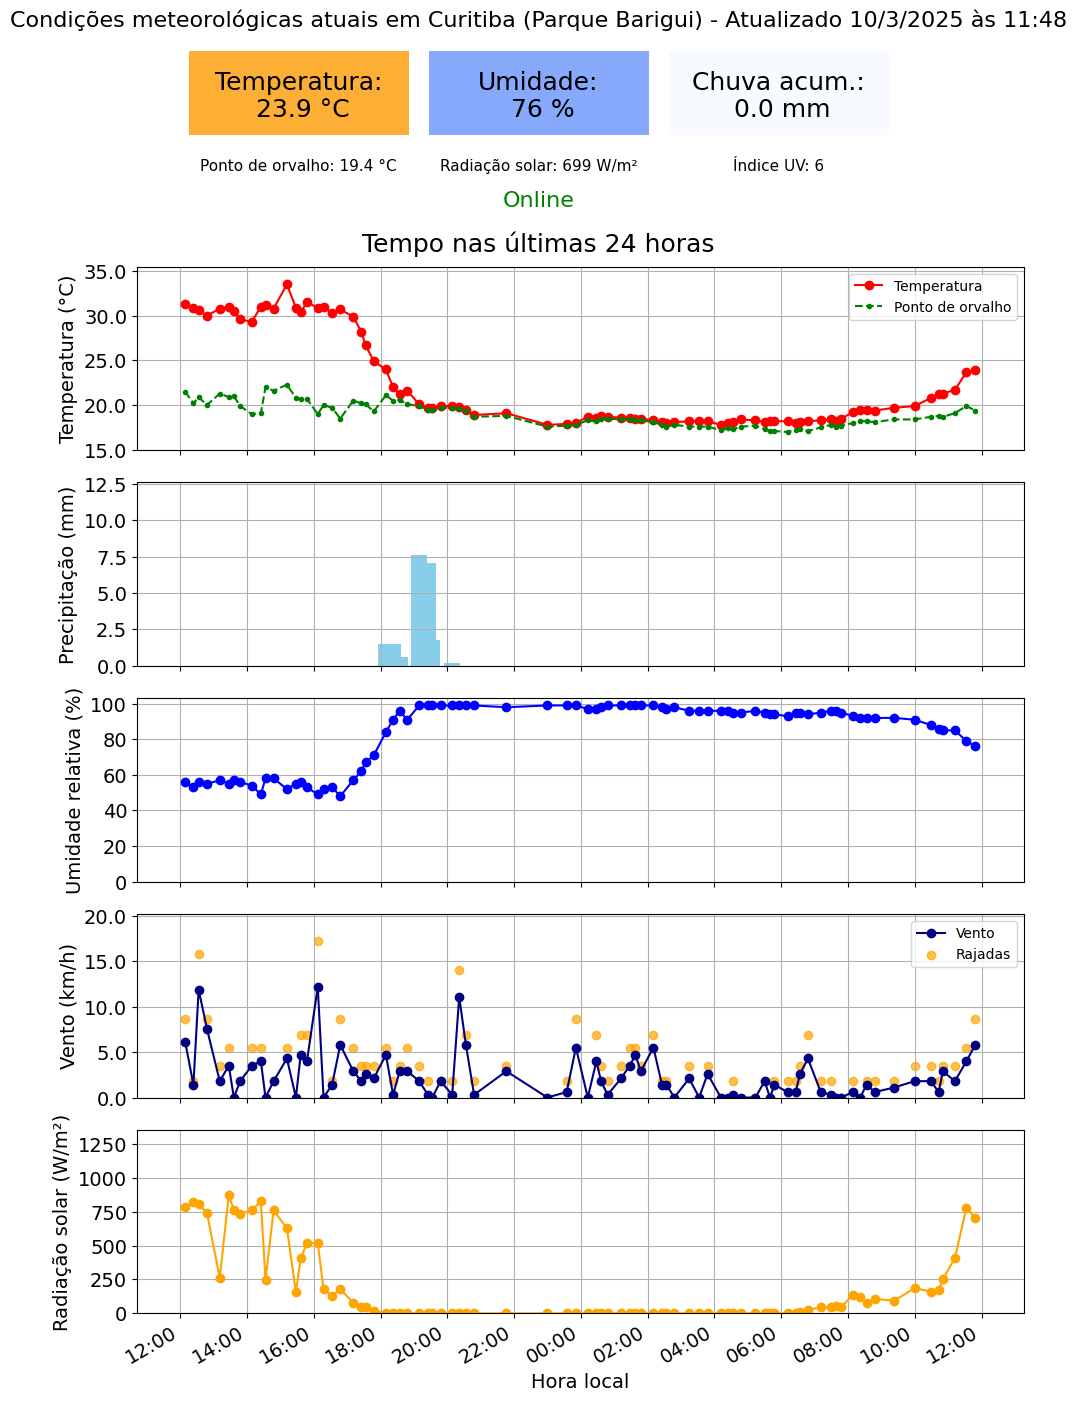 Condições meteorológicas atuais em Curitiba (Parque Barigui) - Atualizado 10/3/2025 às 11:48
Temperatura:
23.9 °C
Umidade:
76 %
Chuva acum.:
0.0 mm
Ponto de orvalho: 19.4 °C
Radiação solar: 699 W/m²
Índice UV: 6
Online
Tempo nas últimas 24 horas
Temperatura (°C)
35.0
30.0
25.0
20.0
15.0
Temperatura
Ponto de orvalho
Precipitação (mm)
12.5
10.0
7.5
5.0
2.5
0.0
Umidade relativa (%)
100
80
60
40
20
0
Vento (km/h)
20.0
15.0
10.0
5.0
0.0
Vento
Rajadas
Radiação solar (W/m²)
1250
1000
750
500
250
0
12:00
14:00
16:00
18:00
20:00
22:00
00:00
02:00
04:00
06:00
08:00
10:00
12:00
Hora local